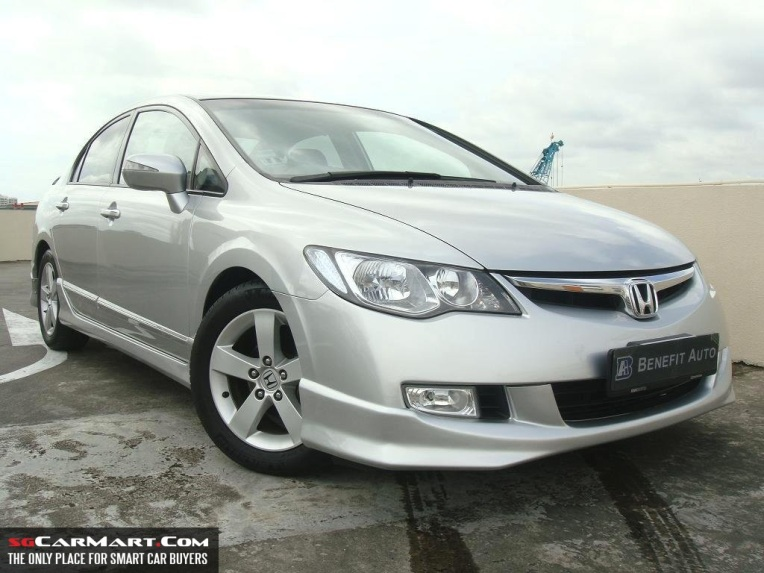 BENEFIT AUTO
sgCarMart.Com
THE ONLY PLACE FOR SMART CAR BUYERS